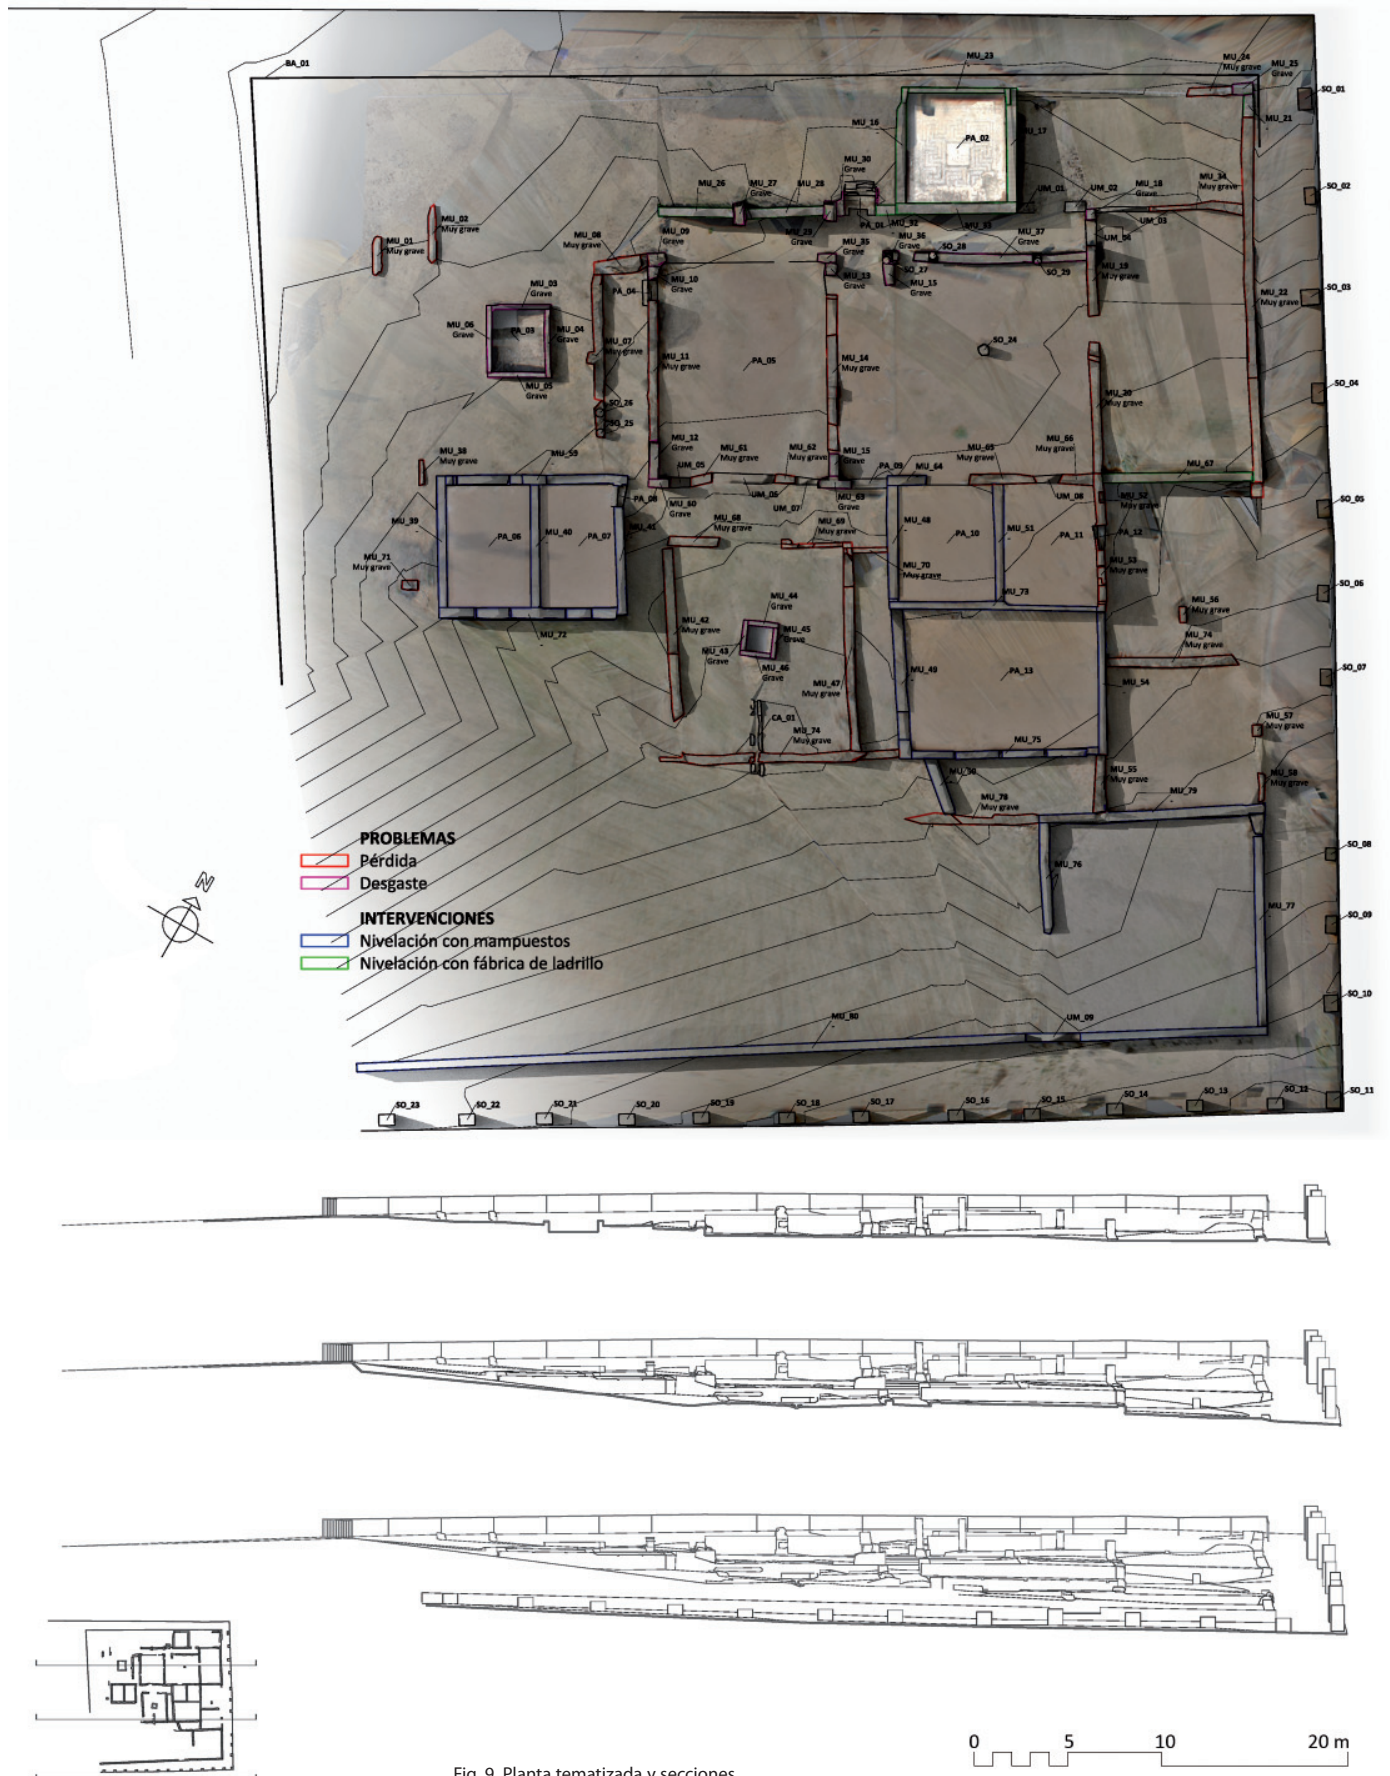 BA_01
MU_23
MU_24
Muy grave
MU_25
Grave
SO_01
MU_21
MU_16
PA_02
MU_17
MU_30
Grave
MU_26
MU_27
Grave
MU_28
UM_01
UM_02
MU_18
Grave
MU_34
Muy grave
SO_02
MU_02
Muy grave
MU_01
Muy grave
MU_08
Muy grave
MU_09
Grave
MU_29
Grave
PA_01
MU_32
MU_33
MU_35
Grave
MU_36
Grave
SO_28
MU_37
UM_03
MU_10
Grave
MU_13
Grave
SO_27
MU_15
Grave
SO_29
MU_19
Muy grave
PA_04
MU_03
Grave
MU_22
Muy grave
SO_03
MU_06
Grave
PA_03
MU_04
Grave
MU_07
Muy grave
MU_11
Muy grave
PA_05
MU_14
Muy grave
SO_24
MU_05
Grave
MU_20
Muy grave
SO_04
SO_26
SO_25
MU_38
Muy grave
MU_59
MU_12
Grave
MU_61
Muy grave
MU_62
Muy grave
MU_15
Grave
PA_09
MU_64
MU_65
Muy grave
MU_66
Muy grave
MU_67
UM_05
UM_06
UM_07
UM_08
PA_08
MU_60
Grave
MU_63
Grave
MU_52
Muy grave
SO_05
MU_39
PA_06
MU_40
PA_07
MU_41
MU_68
Muy grave
MU_69
Muy grave
MU_48
PA_10
MU_51
PA_11
PA_12
MU_71
Muy grave
MU_70
Muy grave
MU_53
Muy grave
SO_06
MU_73
MU_44
Grave
MU_56
Muy grave
MU_72
MU_42
Muy grave
MU_45
Grave
MU_43
Grave
MU_46
Grave
MU_74
Muy grave
MU_47
Muy grave
MU_49
PA_13
MU_54
SO_07
CA_01
MU_74
Muy grave
MU_75
MU_57
Muy grave
MU_55
Muy grave
MU_58
Muy grave
MU_79
MU_78
Muy grave
PROBLEMAS
Pérdida
Desgaste
INTERVENCIONES
Nivelación con mampuestos
Nivelación con fábrica de ladrillo
N
SO_08
MU_76
MU_77
SO_09
SO_10
MU_80
UM_09
SO_23
SO_22
SO_21
SO_20
SO_19
SO_18
SO_17
SO_16
SO_15
SO_14
SO_13
SO_12
SO_11
0 5 10 20 m
Fig. 9. Planta tematizada y secciones